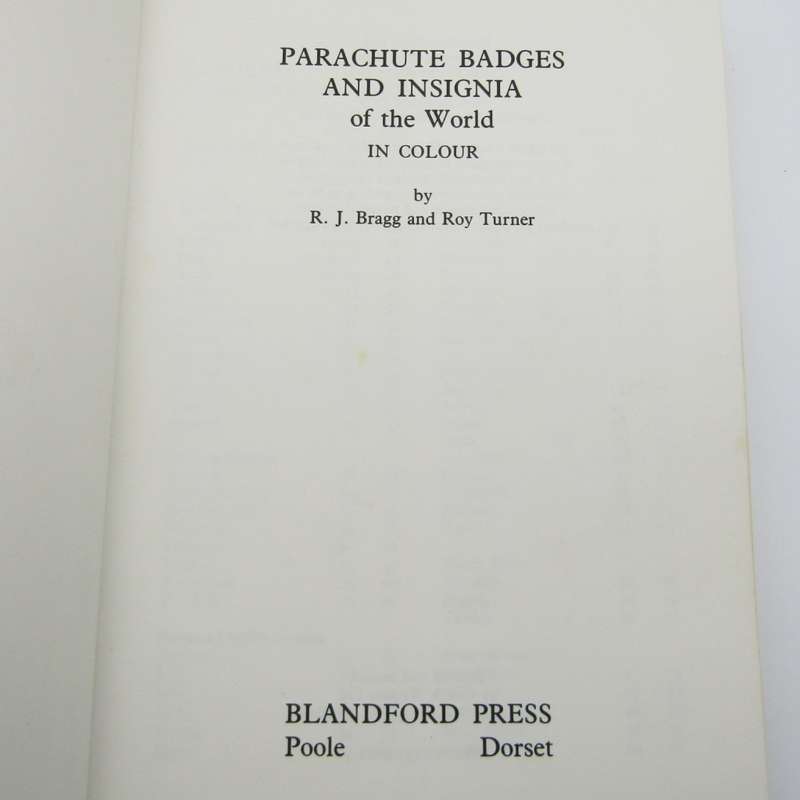 PARACHUTE BADGES
AND INSIGNIA
of the World
IN COLOUR
by
R. J. Bragg and Roy Turner
BLANDFORD PRESS
Poole Dorset